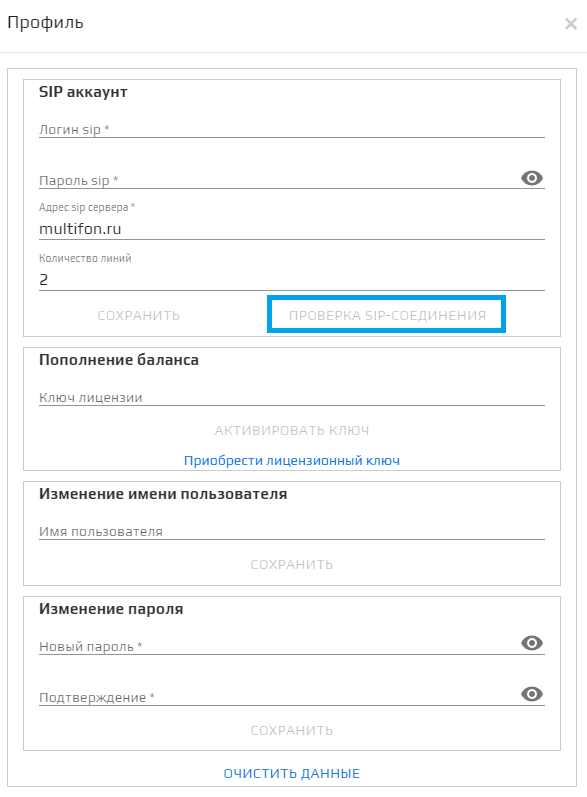 Профиль
SIP аккаунт
Логин sip *
Пароль sip *
Адрес sip сервера *
multifon.ru
Количество линий
2
СОХРАНИТЬ ПРОВЕРКА SIP-СОЕДИНЕНИЯ
Пополнение баланса
Ключ лицензии
АКТИВИРОВАТЬ КЛЮЧ
Приобрести лицензионный ключ
Изменение имени пользователя
Имя пользователя
СОХРАНИТЬ
Изменение пароля
Новый пароль *
Подтверждение *
СОХРАНИТЬ
ОЧИСТИТЬ ДАННЫЕ